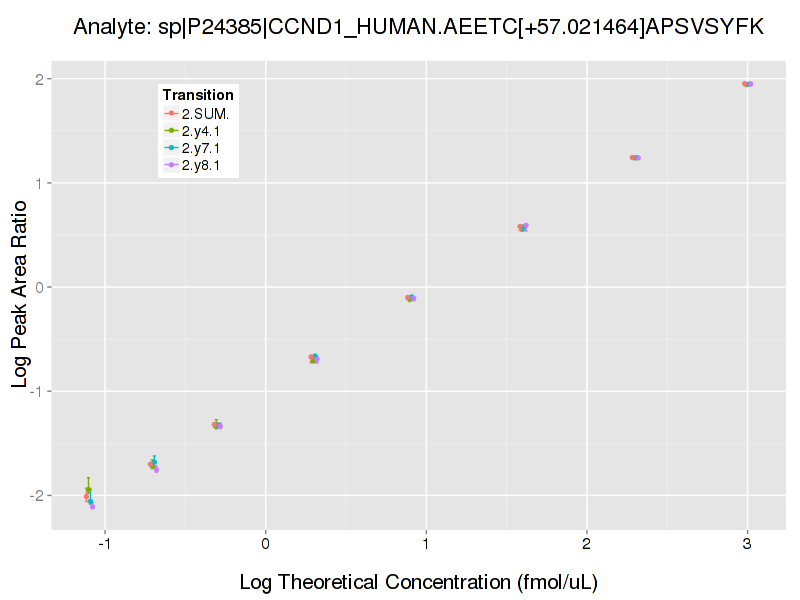 Analyte: sp|P24385|CCND1_HUMAN.AEETC[+57.021464]APSVSYFK
Transition
2.SUM.
2.y4.1
2.y7.1
2.y8.1
Log Peak Area Ratio
2
1
0
-1
-2
-1 0 1 2 3
Log Theoretical Concentration (fmol/uL)